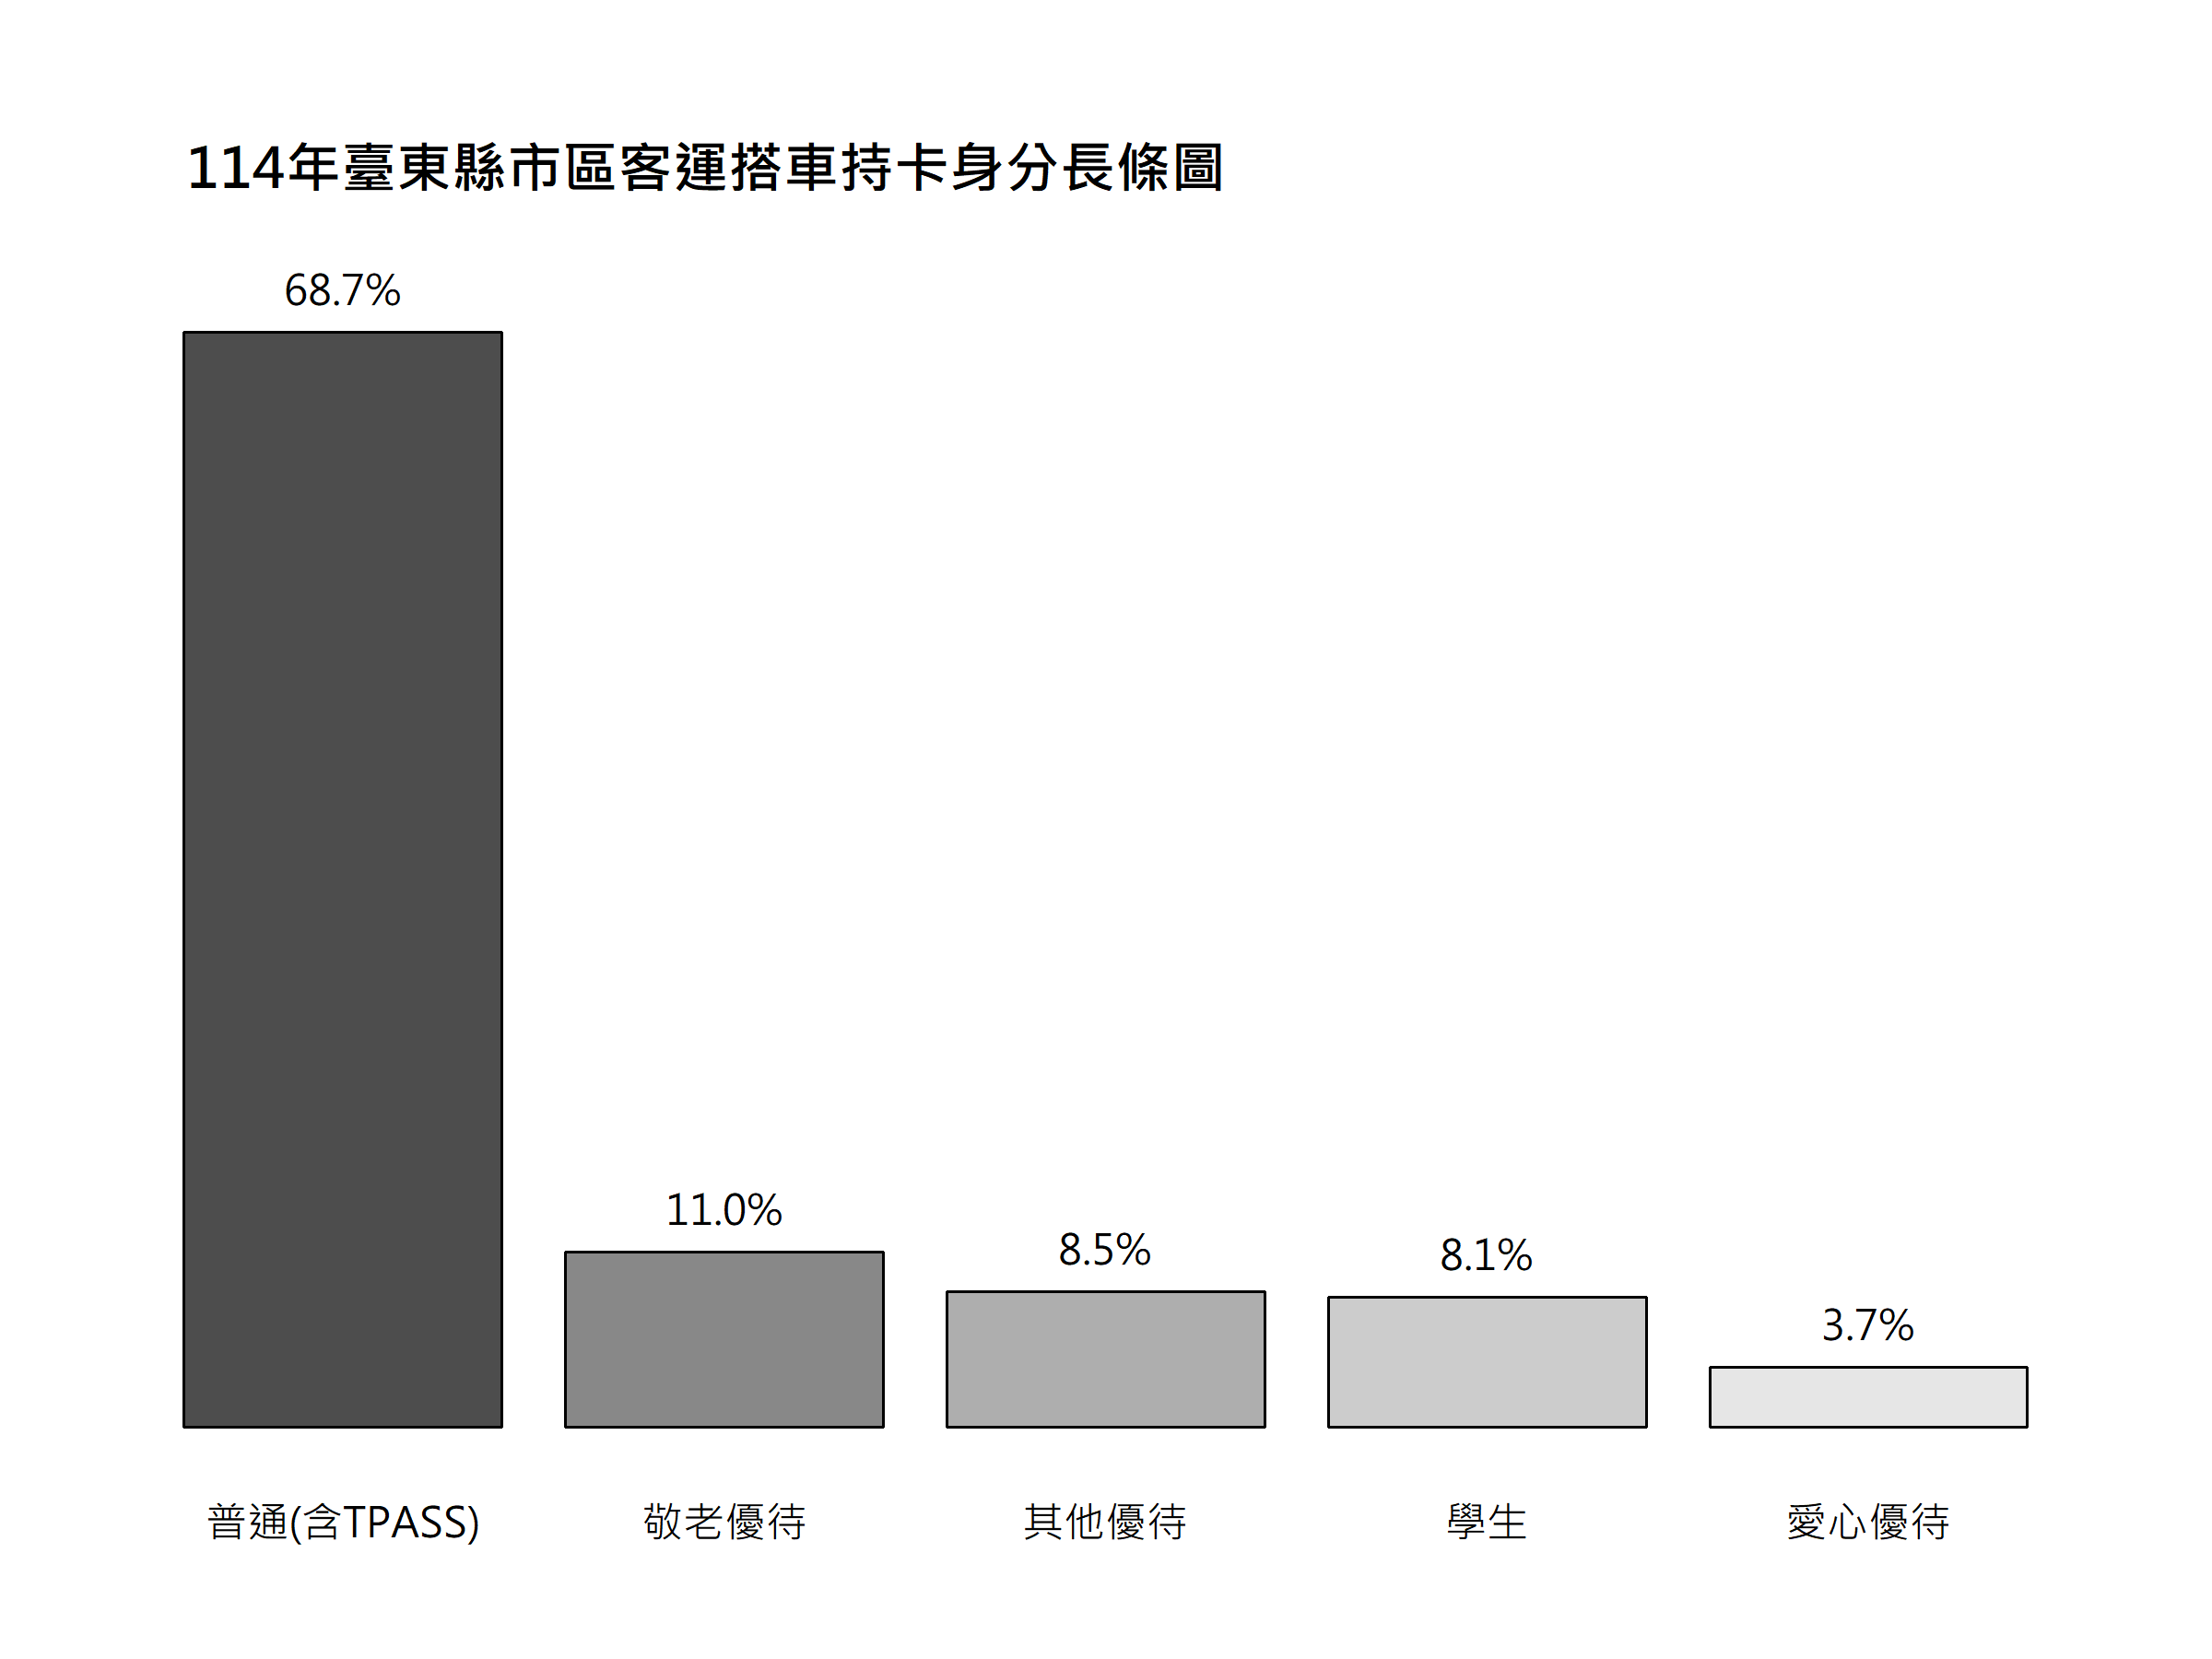 114年臺東縣市區客運搭車持卡身分長條圖
68.7%
11.0%
8.5%
8.1%
3.7%
普通(含TPASS)
敬老優待
其他優待
學生
愛心優待